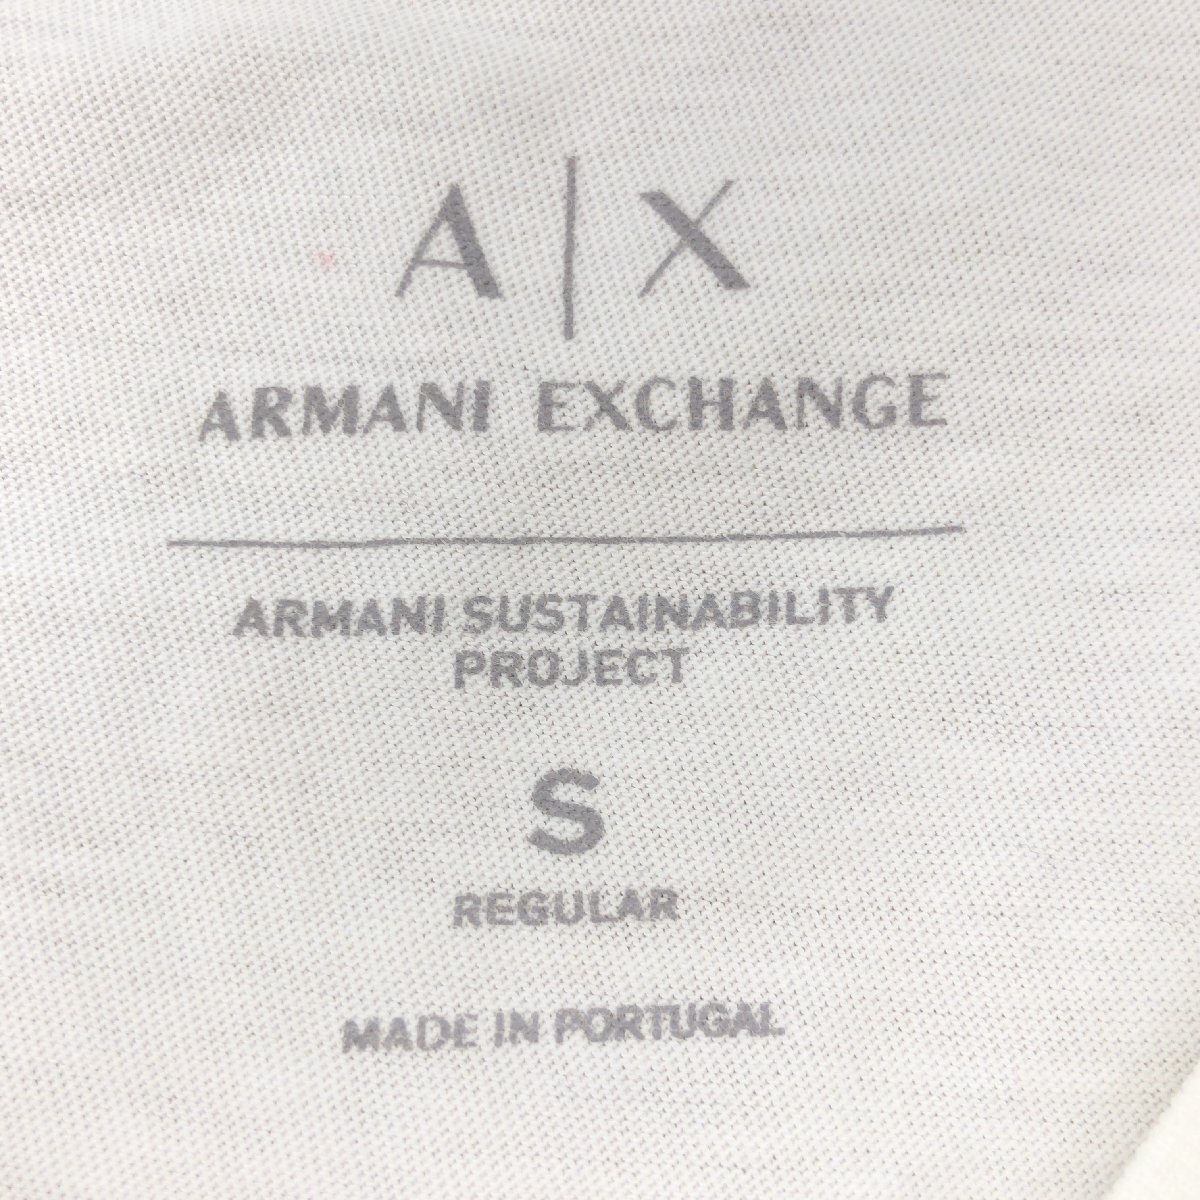 A|X
ARMANI EXCHANGE
ARMANI SUSTAINABILITY
PROJECT
S
REGULAR
MADE IN PORTUGAL